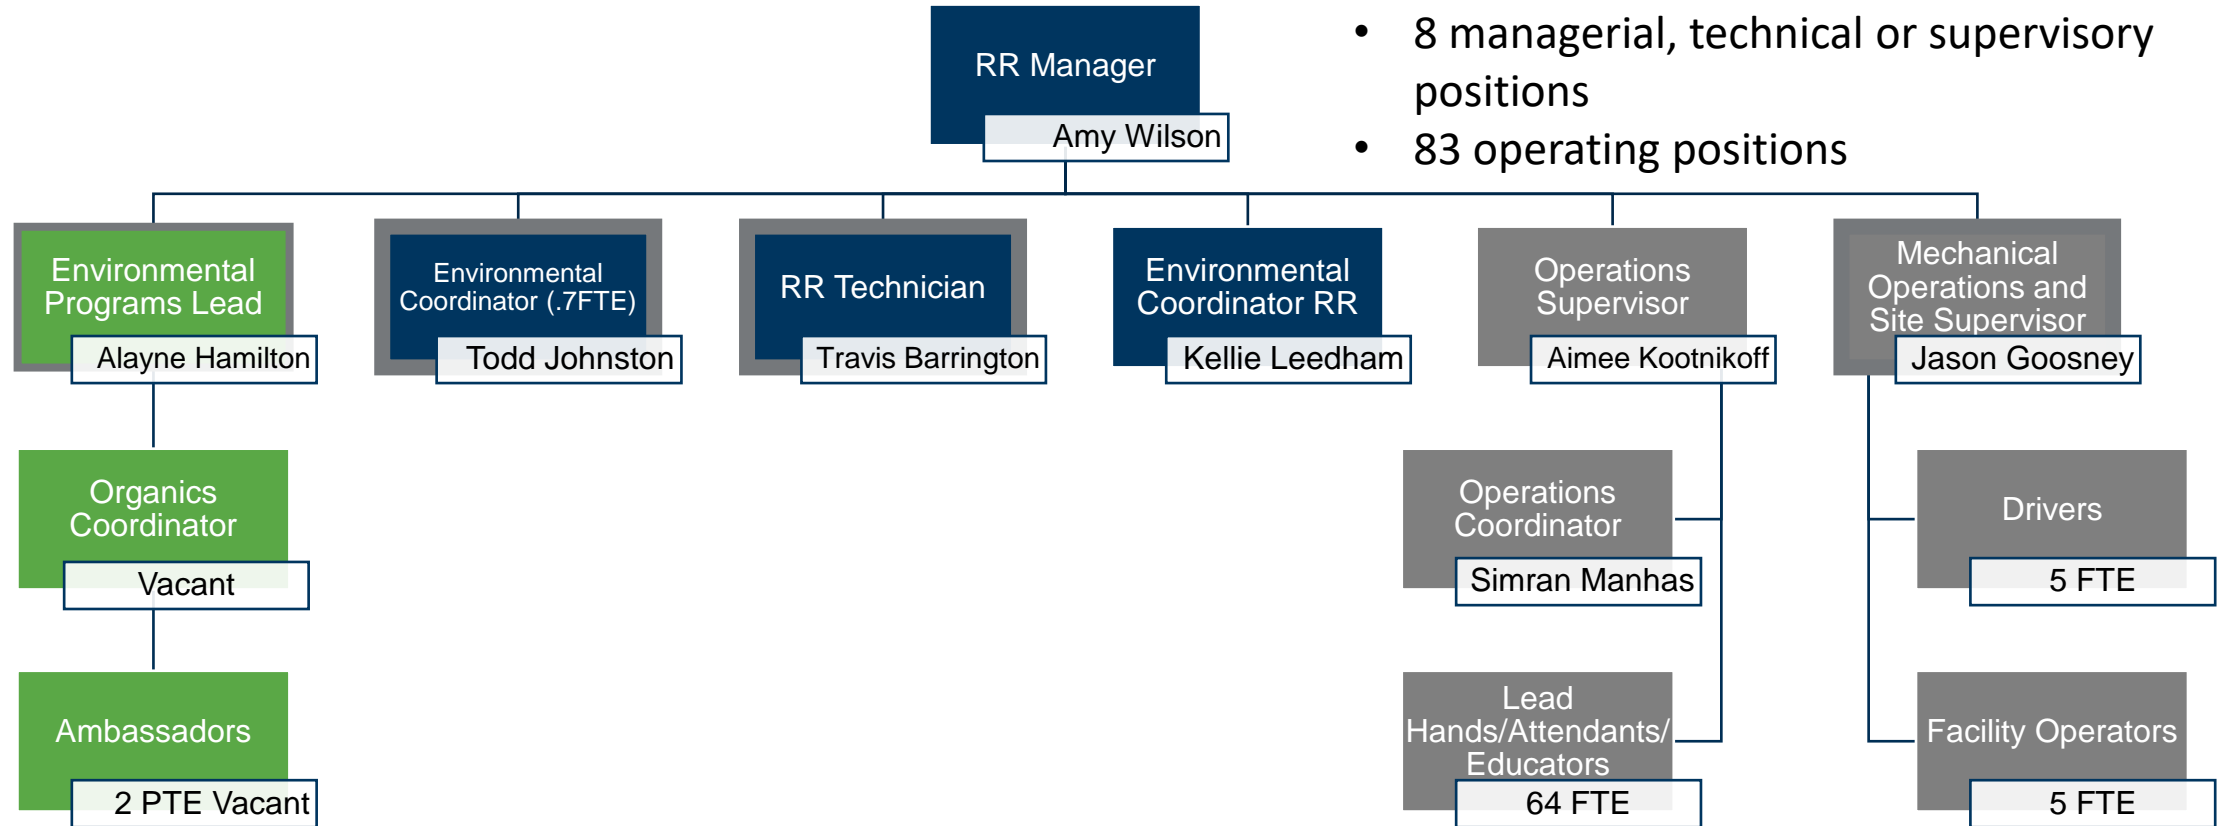 RR Manager
Amy Wilson
• 8 managerial, technical or supervisory
positions
• 83 operating positions
Environmental
Programs Lead
Alayne Hamilton
Environmental
Coordinator (.7FTE)
Todd Johnston
RR Technician
Travis Barrington
Environmental
Coordinator RR
Kellie Leedham
Operations
Supervisor
Aimee Kootnikoff
Mechanical
Operations and
Site Supervisor
Jason Goosney
Organics
Coordinator
Vacant
Operations
Coordinator
Simran Manhas
Drivers
5 FTE
Ambassadors
2 PTE Vacant
Lead
Hands/Attendants/
Educators
64 FTE
Facility Operators
5 FTE